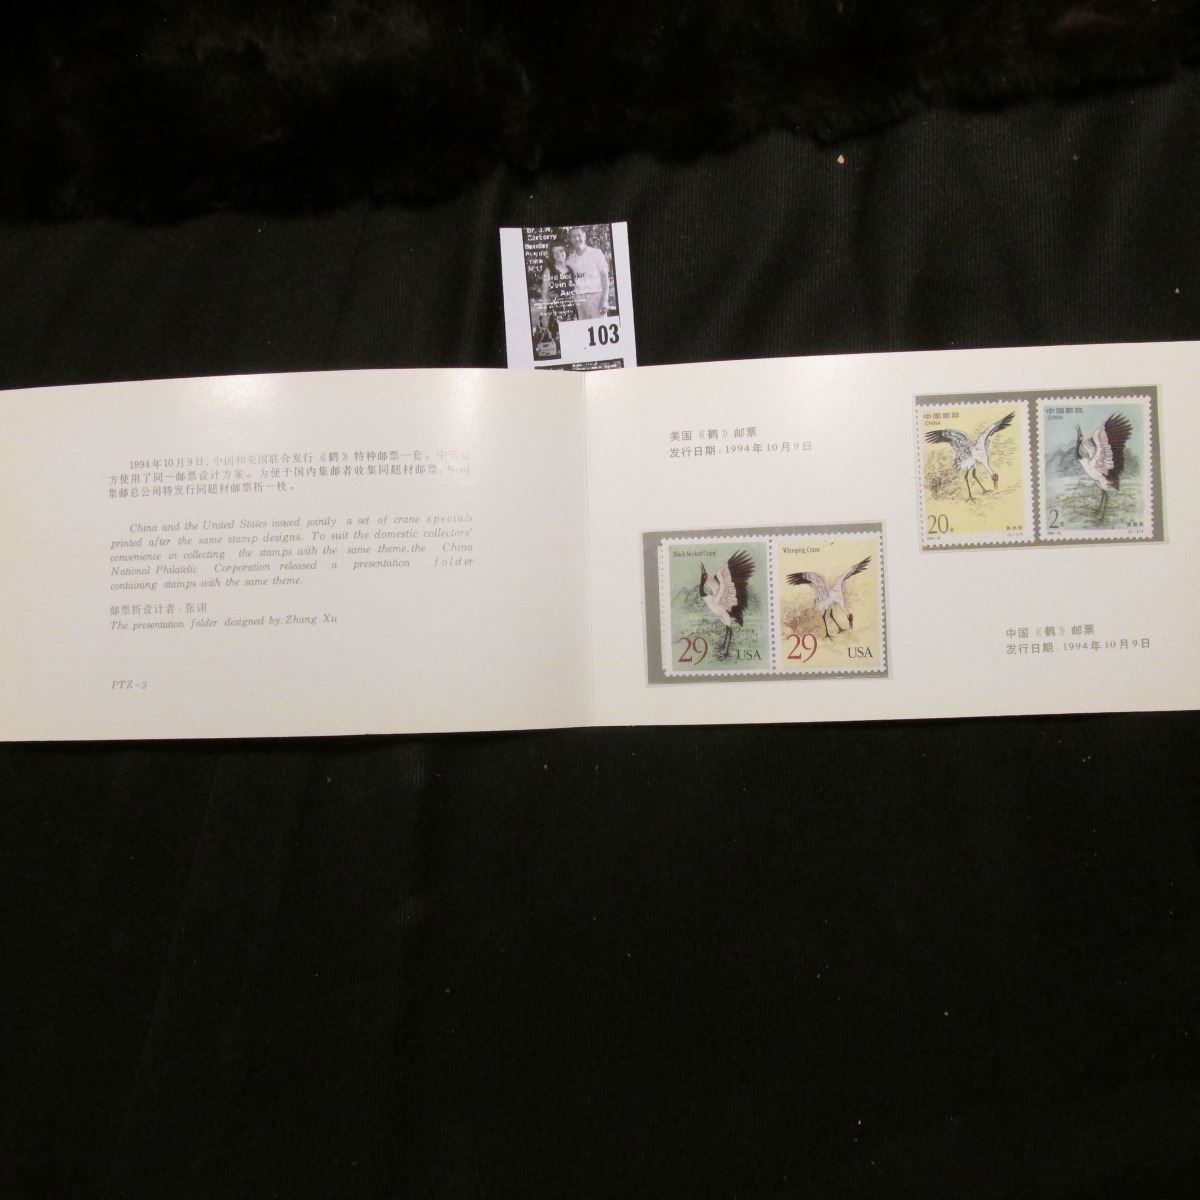 Dr. J.W.
103
1994年10月9日,中国和美国联合发行《鹤》特种邮票一套。
方使用了同一邮票设计方案。为便于国内集邮者收集同题材邮票、中国
集邮总公司特发行同题材邮票折一枚。
China and the United States issued jointly a set of crane specials
printed after the same stamp designs. To suit the domestic collectors'
convenience in collecting the stamps with the same theme, the China
National Philatelic Corporation released a presentation folder
containing stamps with the same theme.
邮票折设计者:张诩
The presentation folder designed by: Zhang Xu
PTZ-3
美国《鹤》邮票
发行日期:1994年10月9日
Black Necked Crane
29 USA
Whooping Crane
29 USA
中国邮政
CHINA
20分
中国邮政
CHINA
2元
中国《鹤》邮票
发行日期:1994年10月9日